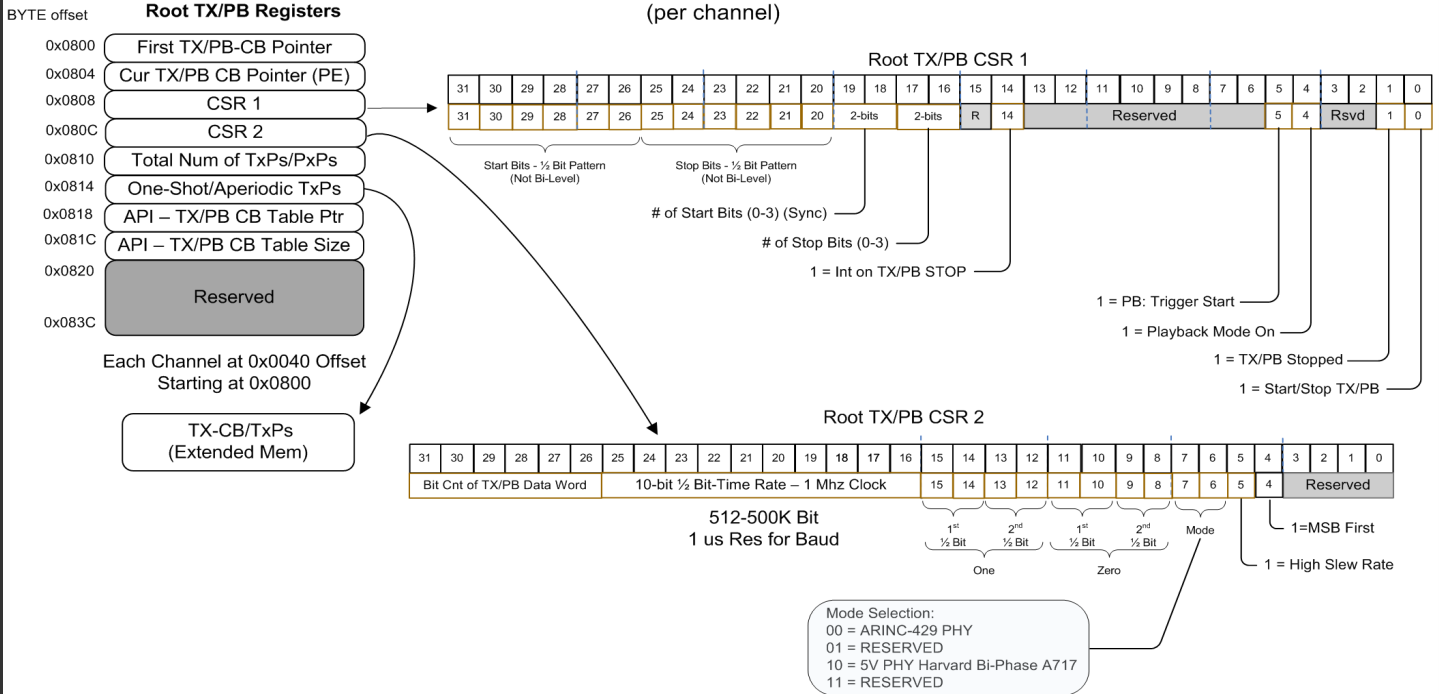 BYTE offset
Root TX/PB Registers
(per channel)
0x0800 First TX/PB-CB Pointer
0x0804 Cur TX/PB CB Pointer (PE)
0x0808 CSR 1
0x080C CSR 2
0x0810 Total Num of TxPs/PxPs
0x0814 One-Shot/Aperiodic TxPs
0x0818 API – TX/PB CB Table Ptr
0x081C API – TX/PB CB Table Size
0x0820
Reserved
0x083C
Each Channel at 0x0040 Offset
Starting at 0x0800
TX-CB/TxPs
(Extended Mem)
Root TX/PB CSR 1
31 30 29 28 27 26 25 24 23 22 21 20 19 18 17 16 15 14 13 12 11 10 9 8 7 6 5 4 3 2 1 0
31 30 29 28 27 26 25 24 23 22 21 20 2-bits 2-bits R 14 Reserved 5 4 Rsvd 1 0
Start Bits - ½ Bit Pattern
(Not Bi-Level)
Stop Bits - ½ Bit Pattern
(Not Bi-Level)
# of Start Bits (0-3) (Sync)
# of Stop Bits (0-3)
1 = Int on TX/PB STOP
1 = PB: Trigger Start
1 = Playback Mode On
1 = TX/PB Stopped
1 = Start/Stop TX/PB
Root TX/PB CSR 2
31 30 29 28 27 26 25 24 23 22 21 20 19 18 17 16 15 14 13 12 11 10 9 8 7 6 5 4 3 2 1 0
Bit Cnt of TX/PB Data Word 10-bit ½ Bit-Time Rate – 1 Mhz Clock 15 14 13 12 11 10 9 8 7 6 5 4 Reserved
512-500K Bit
1 us Res for Baud
1st 2nd 1st 2nd Mode
½ Bit ½ Bit ½ Bit ½ Bit
One Zero
1=MSB First
1 = High Slew Rate
Mode Selection:
00 = ARINC-429 PHY
01 = RESERVED
10 = 5V PHY Harvard Bi-Phase A717
11 = RESERVED